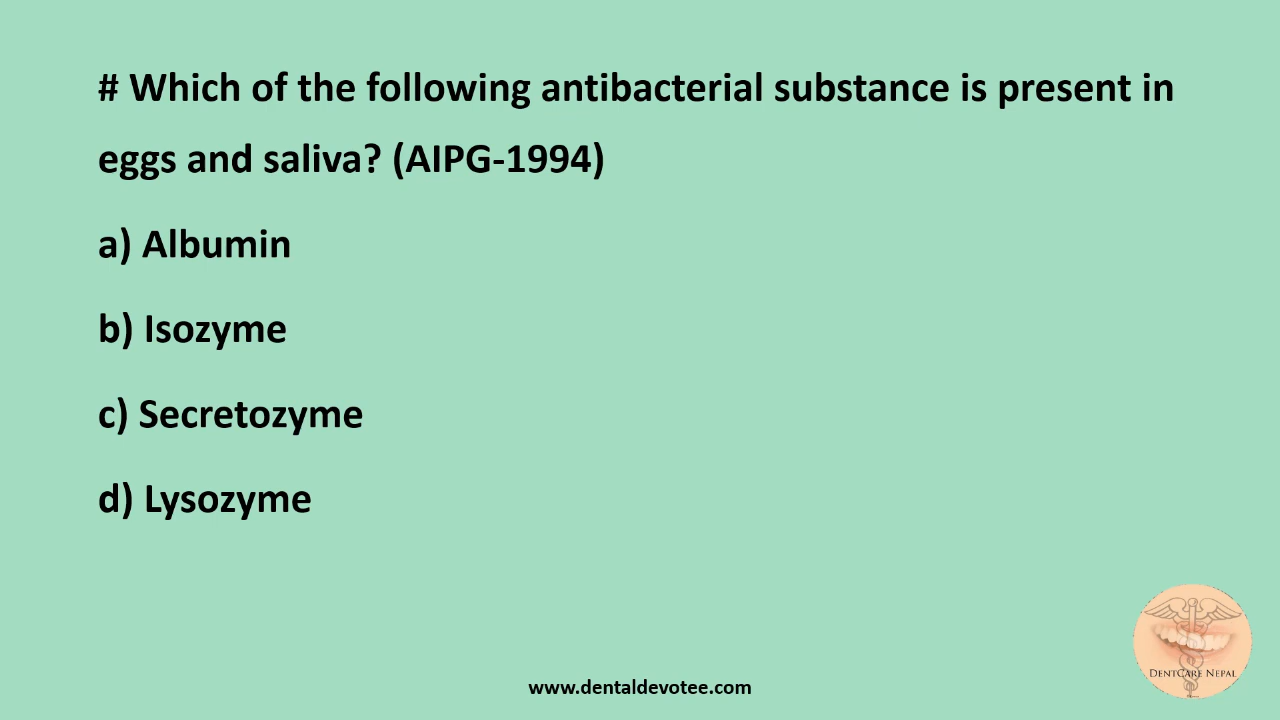 # Which of the following antibacterial substance is present in
eggs and saliva? (AIPG-1994)
a) Albumin
b) Isozyme
c) Secretozyme
d) Lysozyme
DENTCARE NEPAL
www.dentaldevotee.com